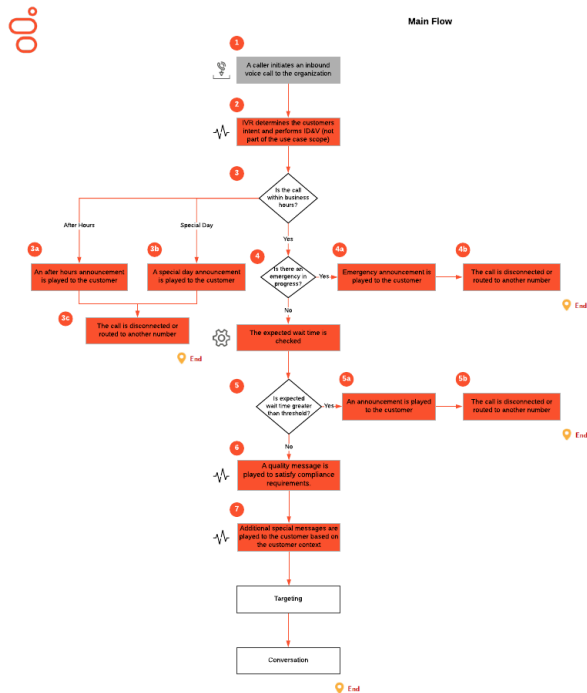 Main Flow
1
A caller initiates an inbound
voice call to the organization
2
IVR determines the customers
intent and performs ID&V (not
part of the use case scope)
3
Is the call
within business
hours?
After Hours
Special Day
Yes
3a
An after hours announcement
is played to the customer
3b
A special day announcement
is played to the customer
3c
The call is disconnected or
routed to another number
End
4
Is there an
emergency in
progress?
Yes
4a
Emergency announcement is
played to the customer
4b
The call is disconnected or
routed to another number
End
No
The expected wait time is
checked
5
Is expected
wait time greater
than threshold?
Yes
5a
An announcement is played
to the customer
5b
The call is disconnected or
routed to another number
End
No
6
A quality message is
played to satisfy compliance
requirements.
7
Additional special messages are
played to the customer based on
the customer context
Targeting
Conversation
End